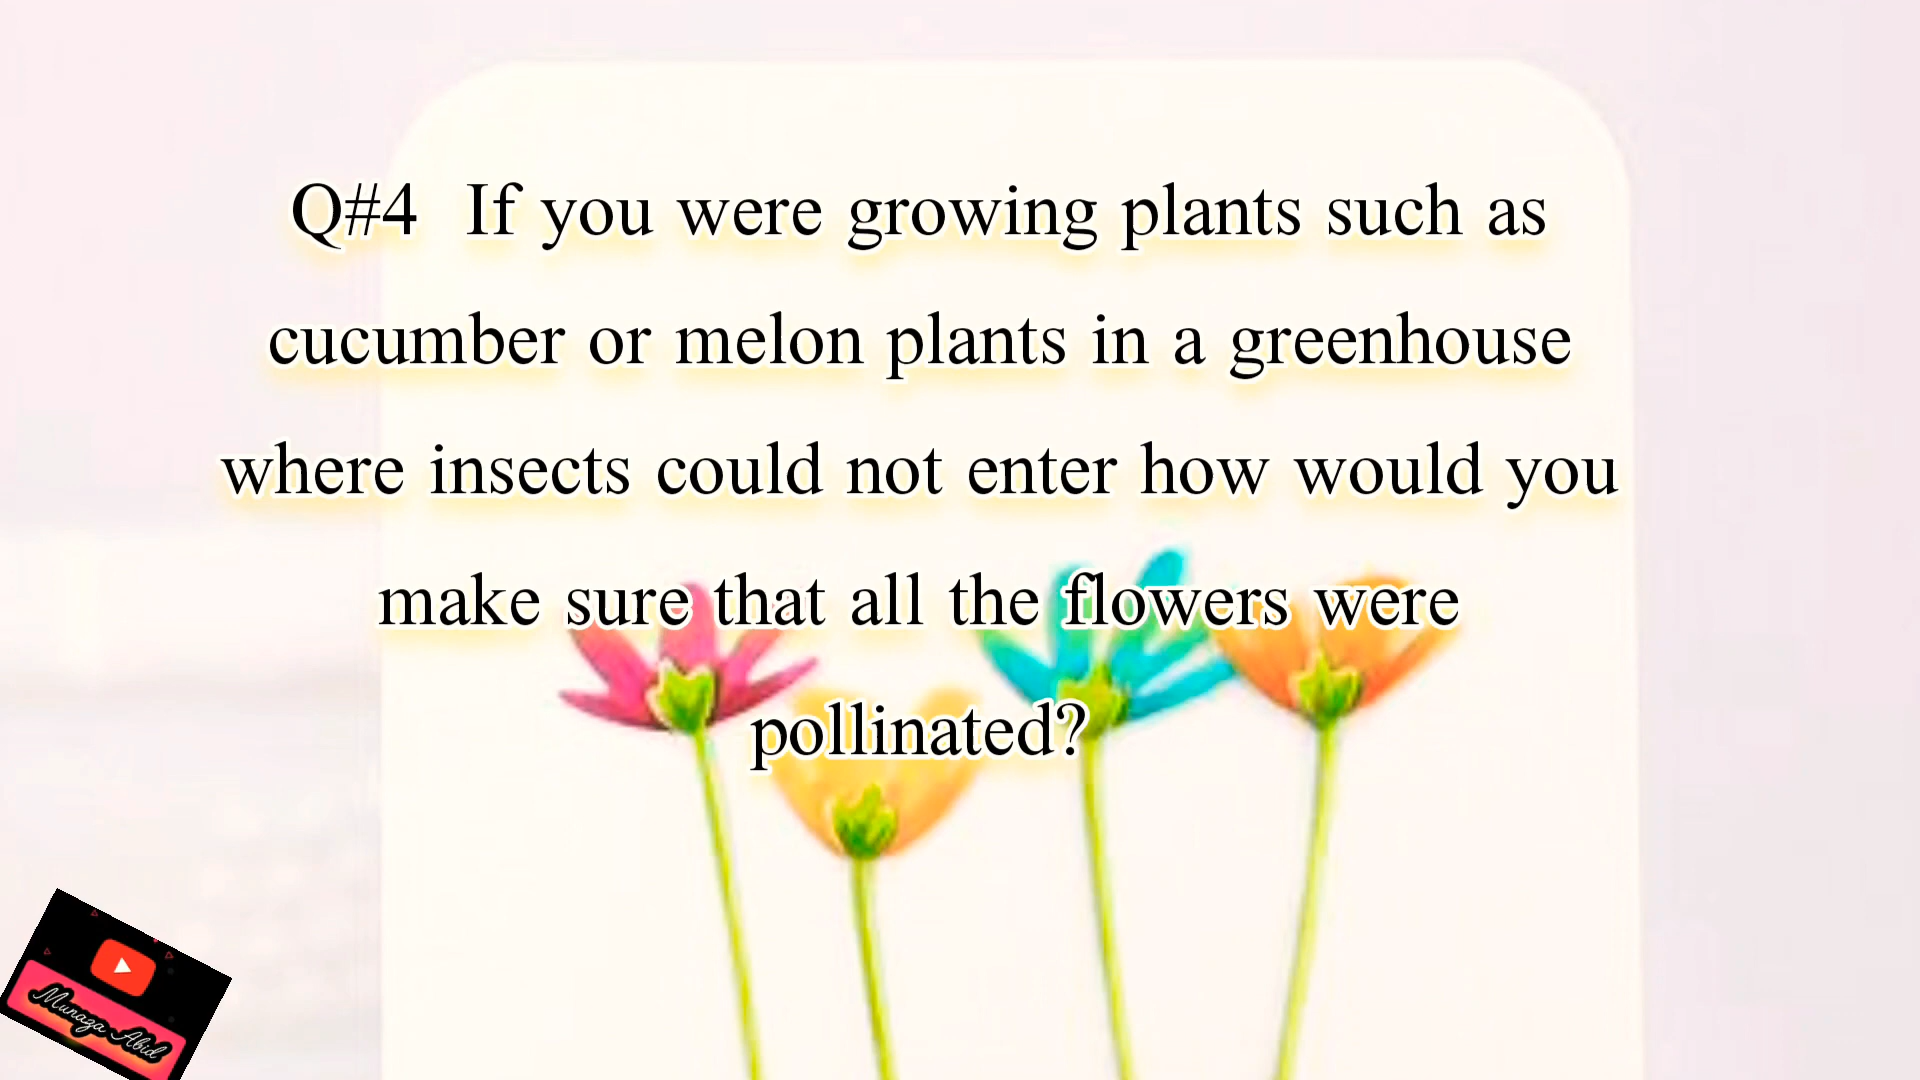 Q#4 If you were growing plants such as
cucumber or melon plants in a greenhouse
where insects could not enter how would you
make sure that all the flowers were
pollinated?
Munaza Abid